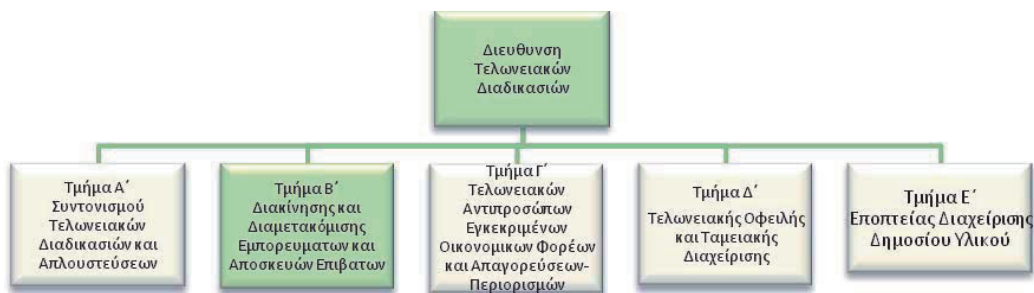 Διευθυνση
Τελωνειακών
Διαδικασιών
Τμήμα Α΄
Συντονισμού
Τελωνειακών
Διαδικασιών και
Απλουστεύσεων
Τμήμα Β΄
Διακίνησης και
Διαμετακόμισης
Εμπορευματων και
Αποσκευών Επιβατων
Τμήμα Γ΄
Τελωνειακών
Αντιπροσώπων
Εγκεκριμένων
Οικονομικων Φορέων
και Απαγορεύσεων-
Περιορισμών
Τμήμα Δ΄
Τελωνειακής Οφειλής
και Ταμειακής
Διαχείρισης
Τμήμα Ε΄
Εποπτείας Διαχείρισης
Δημοσίου Υλικού